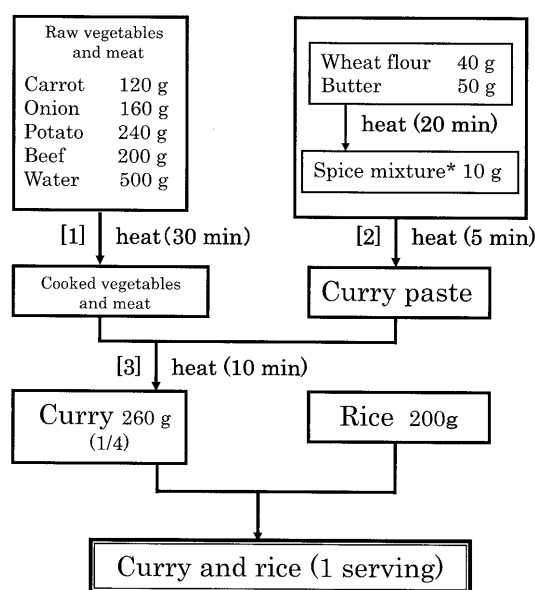 Raw vegetables
and meat
Carrot 120 g
Onion 160 g
Potato 240 g
Beef 200 g
Water 500 g
Wheat flour 40 g
Butter 50 g
heat (20 min)
Spice mixture* 10 g
[1] heat(30 min)
[2] heat (5 min)
Cooked vegetables
and meat
Curry paste
[3] heat (10 min)
Curry 260 g
(1/4)
Rice 200g
Curry and rice (1 serving)